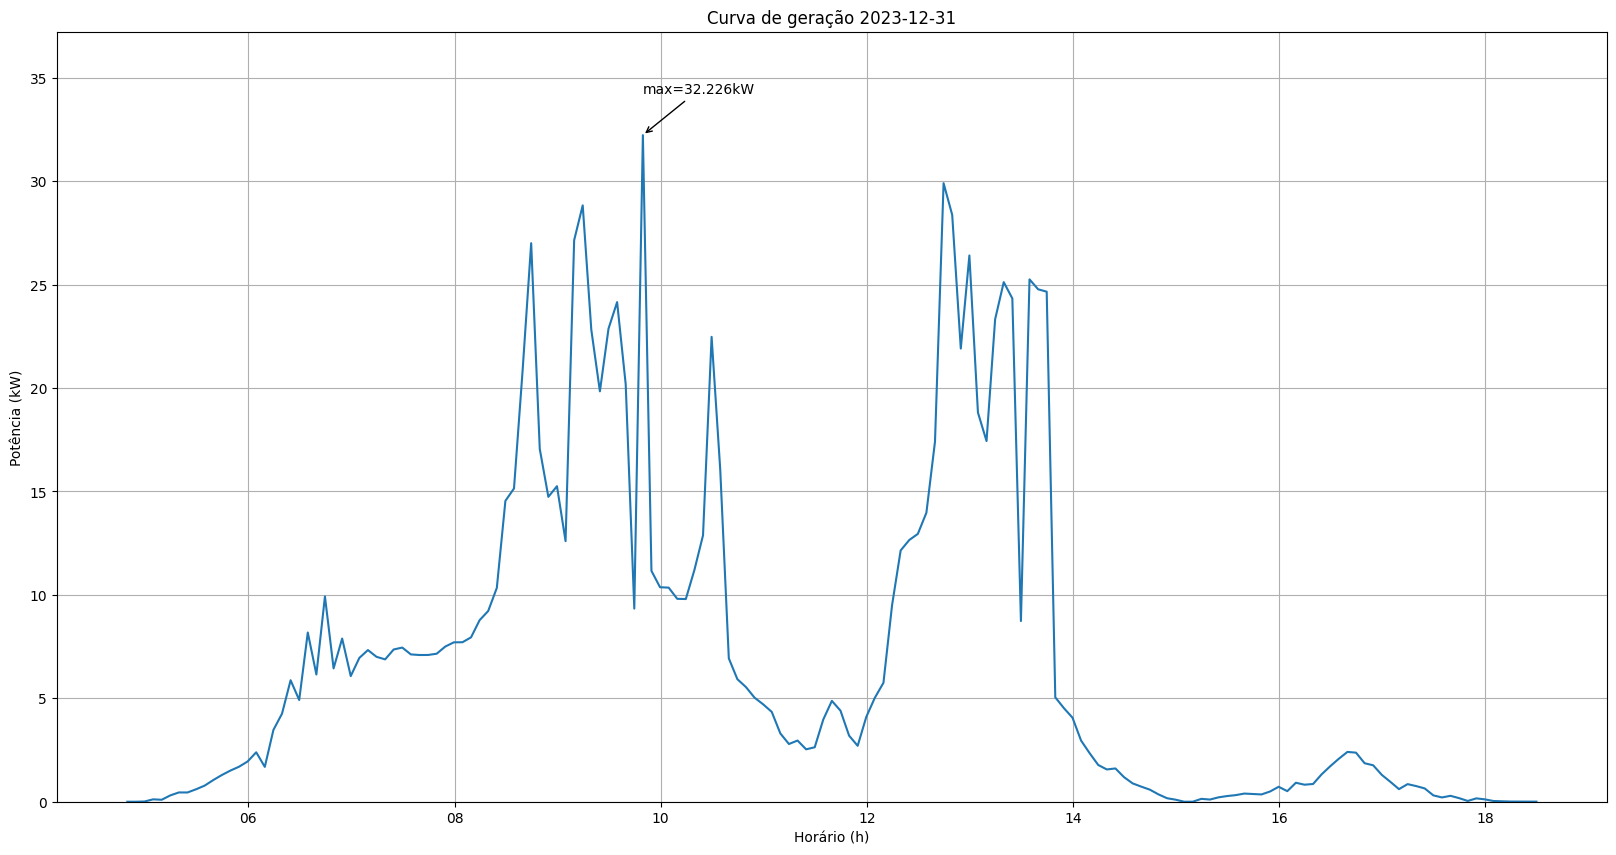 Curva de geração 2023-12-31
35
max=32.226kW
30
25
20
Potência (kW)
15
10
5
0
06 08 10 12 14 16 18
Horário (h)